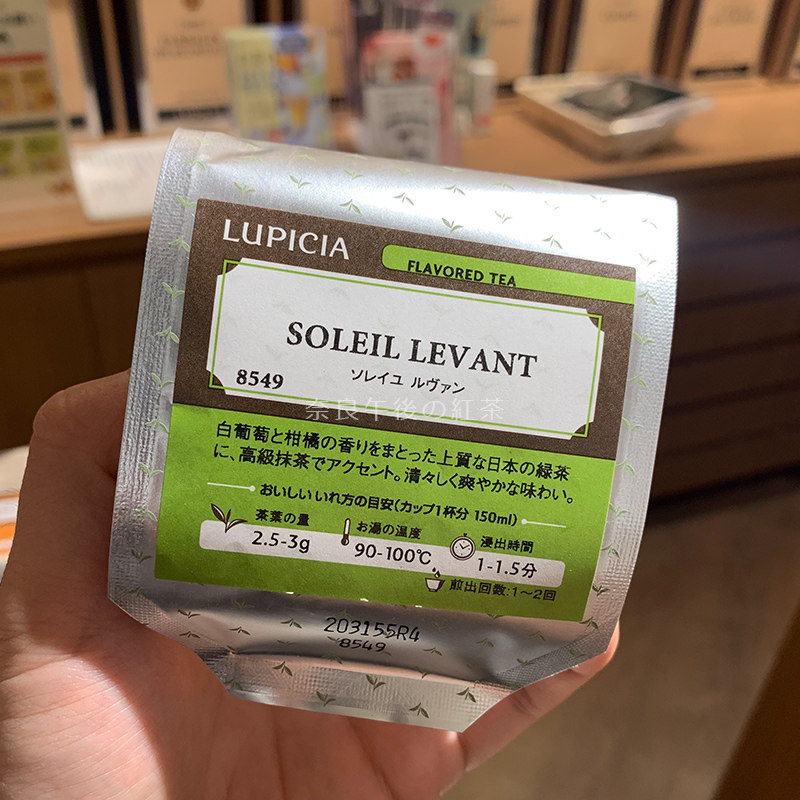 LUPICIA
FLAVORED TEA
SOLEIL LEVANT
8549
ソレイユ ルヴァン
奈良午後の紅茶
白葡萄と柑橘の香りをまとった上質な日本の緑茶
に、高級抹茶でアクセント。清々しく爽やかな味わい。
おいしい いれ方の目安(カップ1杯分 150ml)
茶葉の量
2.5-3g
お湯の温度
90-100℃
浸出時間
1-1.5分
煎出回数:1〜2回
203155R4
8549